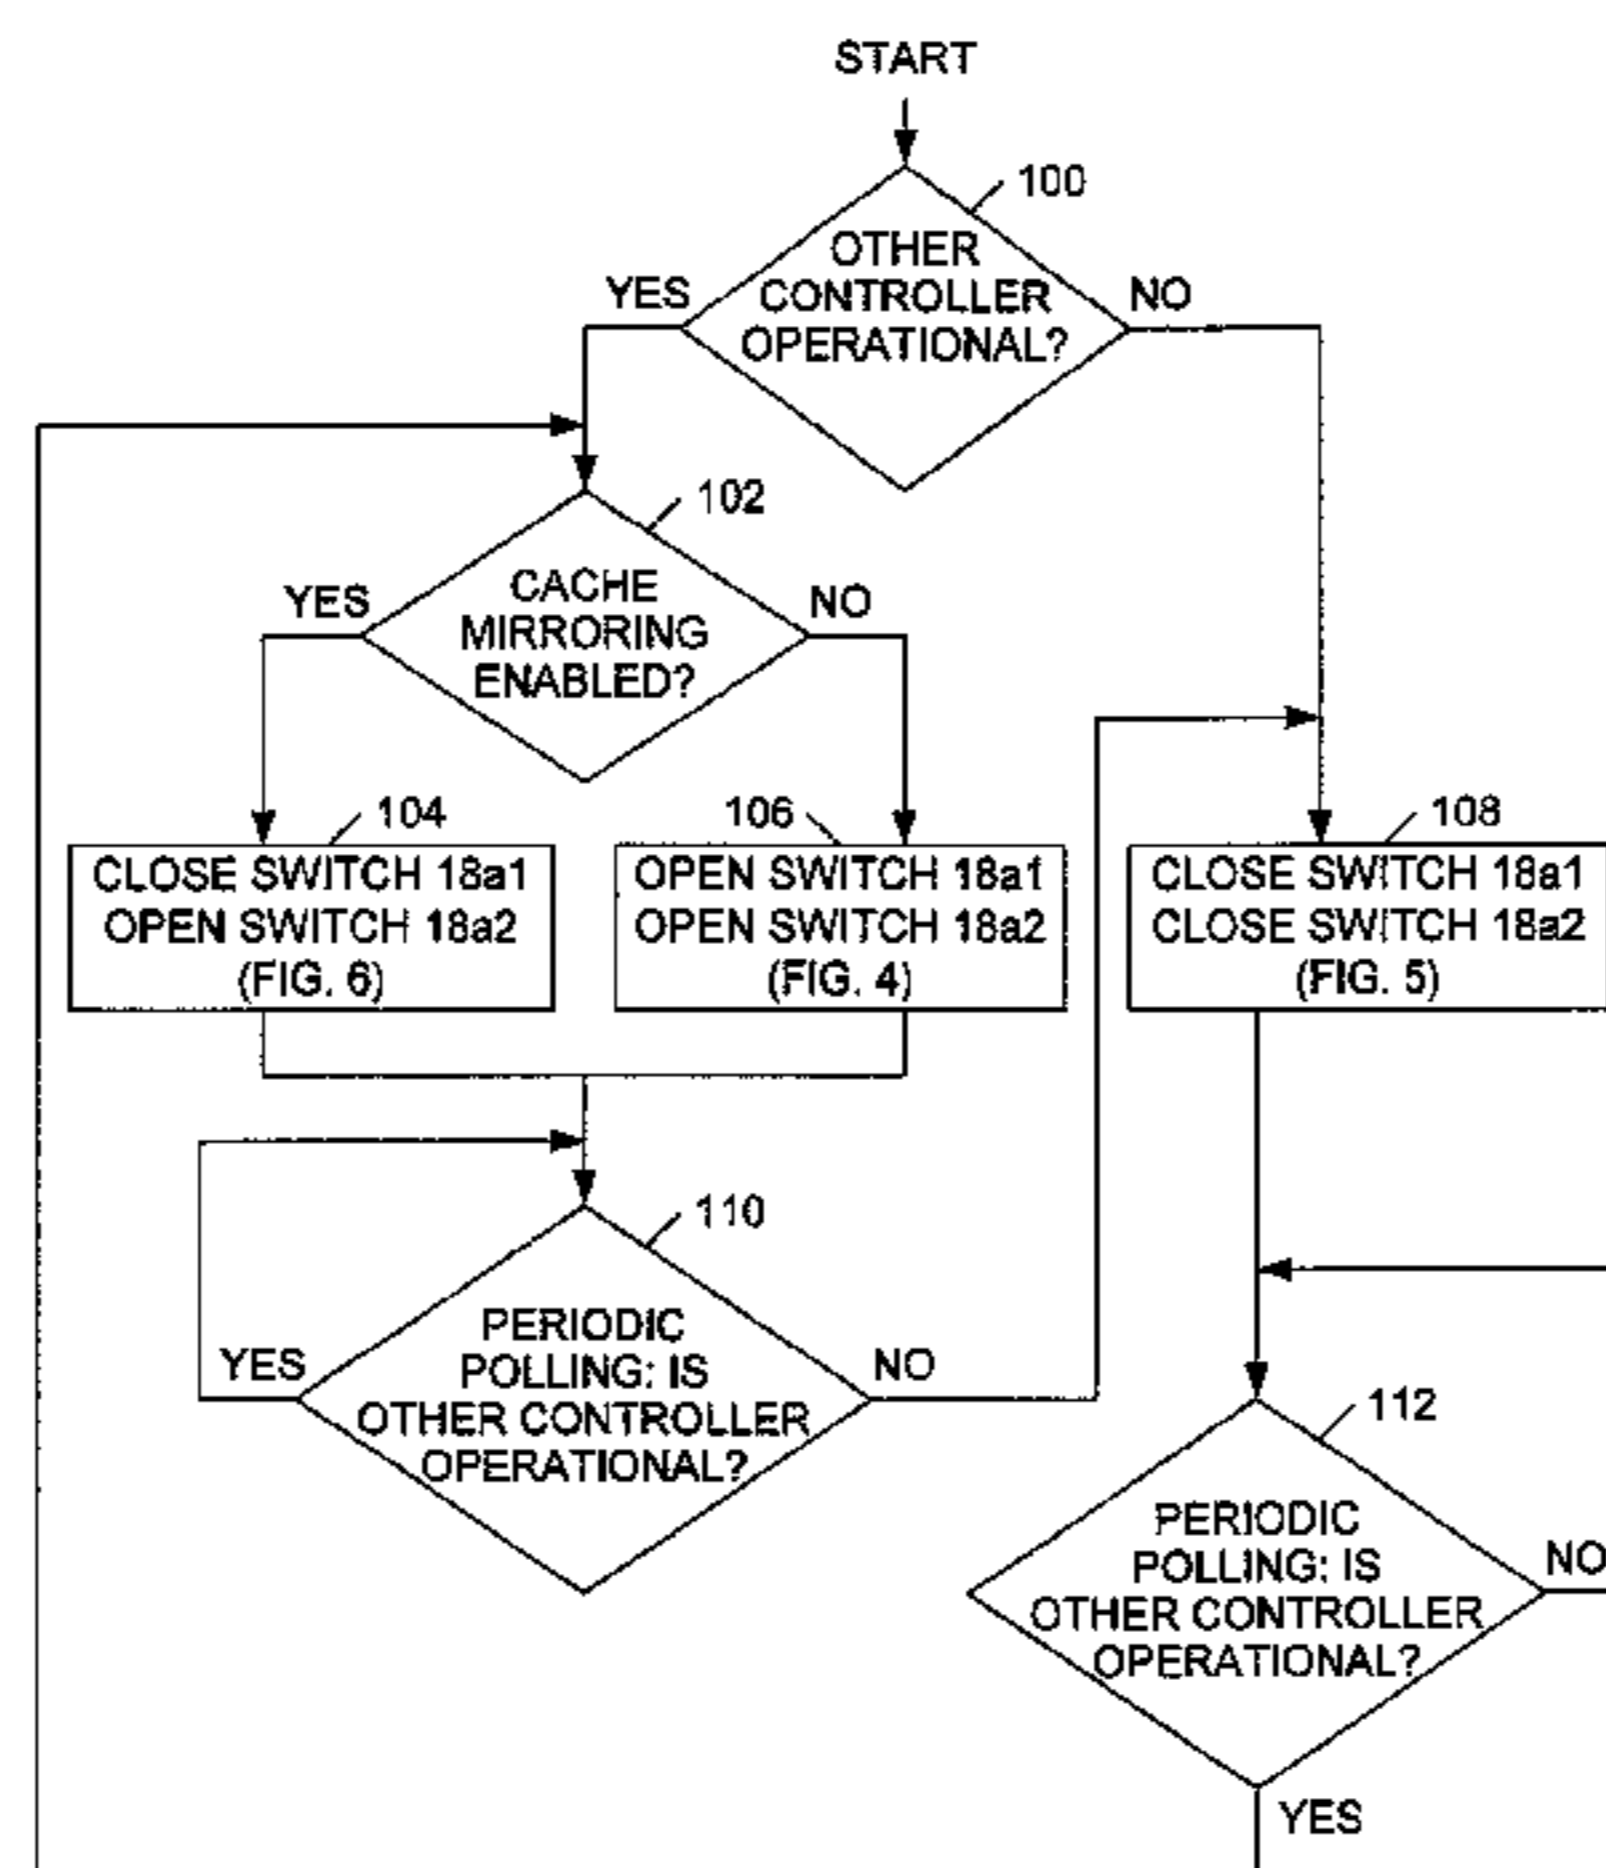 START
100
OTHER
CONTROLLER
OPERATIONAL?
YES
NO
102
CACHE
MIRRORING
ENABLED?
YES
NO
104
CLOSE SWITCH 18a1
OPEN SWITCH 18a2
(FIG. 6)
106
OPEN SWITCH 18a1
OPEN SWITCH 18a2
(FIG. 4)
108
CLOSE SWITCH 18a1
CLOSE SWITCH 18a2
(FIG. 5)
110
PERIODIC
POLLING: IS
OTHER CONTROLLER
OPERATIONAL?
YES
NO
112
PERIODIC
POLLING: IS
OTHER CONTROLLER
OPERATIONAL?
NO
YES